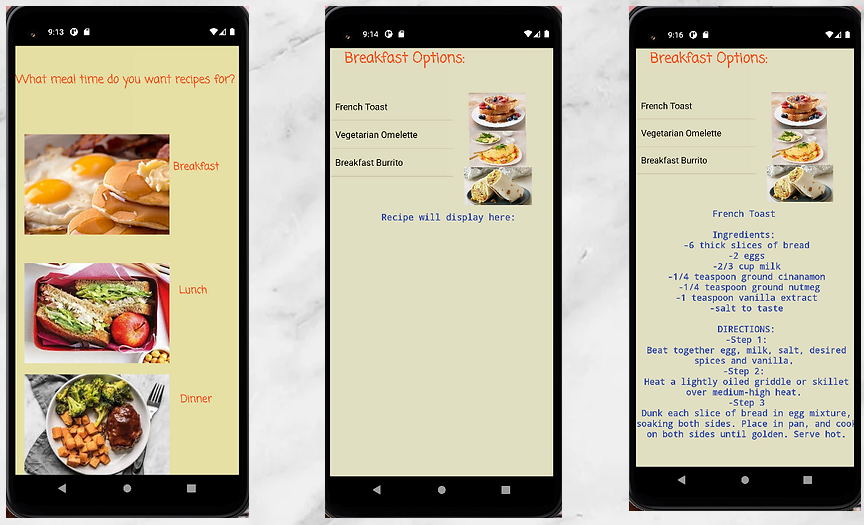 9:13
What meal time do you want recipes for?
Breakfast
Lunch
Dinner
9:14
Breakfast Options:
French Toast
Vegetarian Omelette
Breakfast Burrito
Recipe will display here:
9:16
Breakfast Options:
French Toast
Vegetarian Omelette
Breakfast Burrito
French Toast
Ingredients:
-6 thick slices of bread
-2 eggs
-2/3 cup milk
-1/4 teaspoon ground cinanamon
-1/4 teaspoon ground nutmeg
-1 teaspoon vanilla extract
-salt to taste
DIRECTIONS:
-Step 1:
Beat together egg, milk, salt, desired
spices and vanilla.
-Step 2:
Heat a lightly oiled griddle or skillet
over medium-high heat.
-Step 3
Dunk each slice of bread in egg mixture,
soaking both sides. Place in pan, and cook
on both sides until golden. Serve hot.